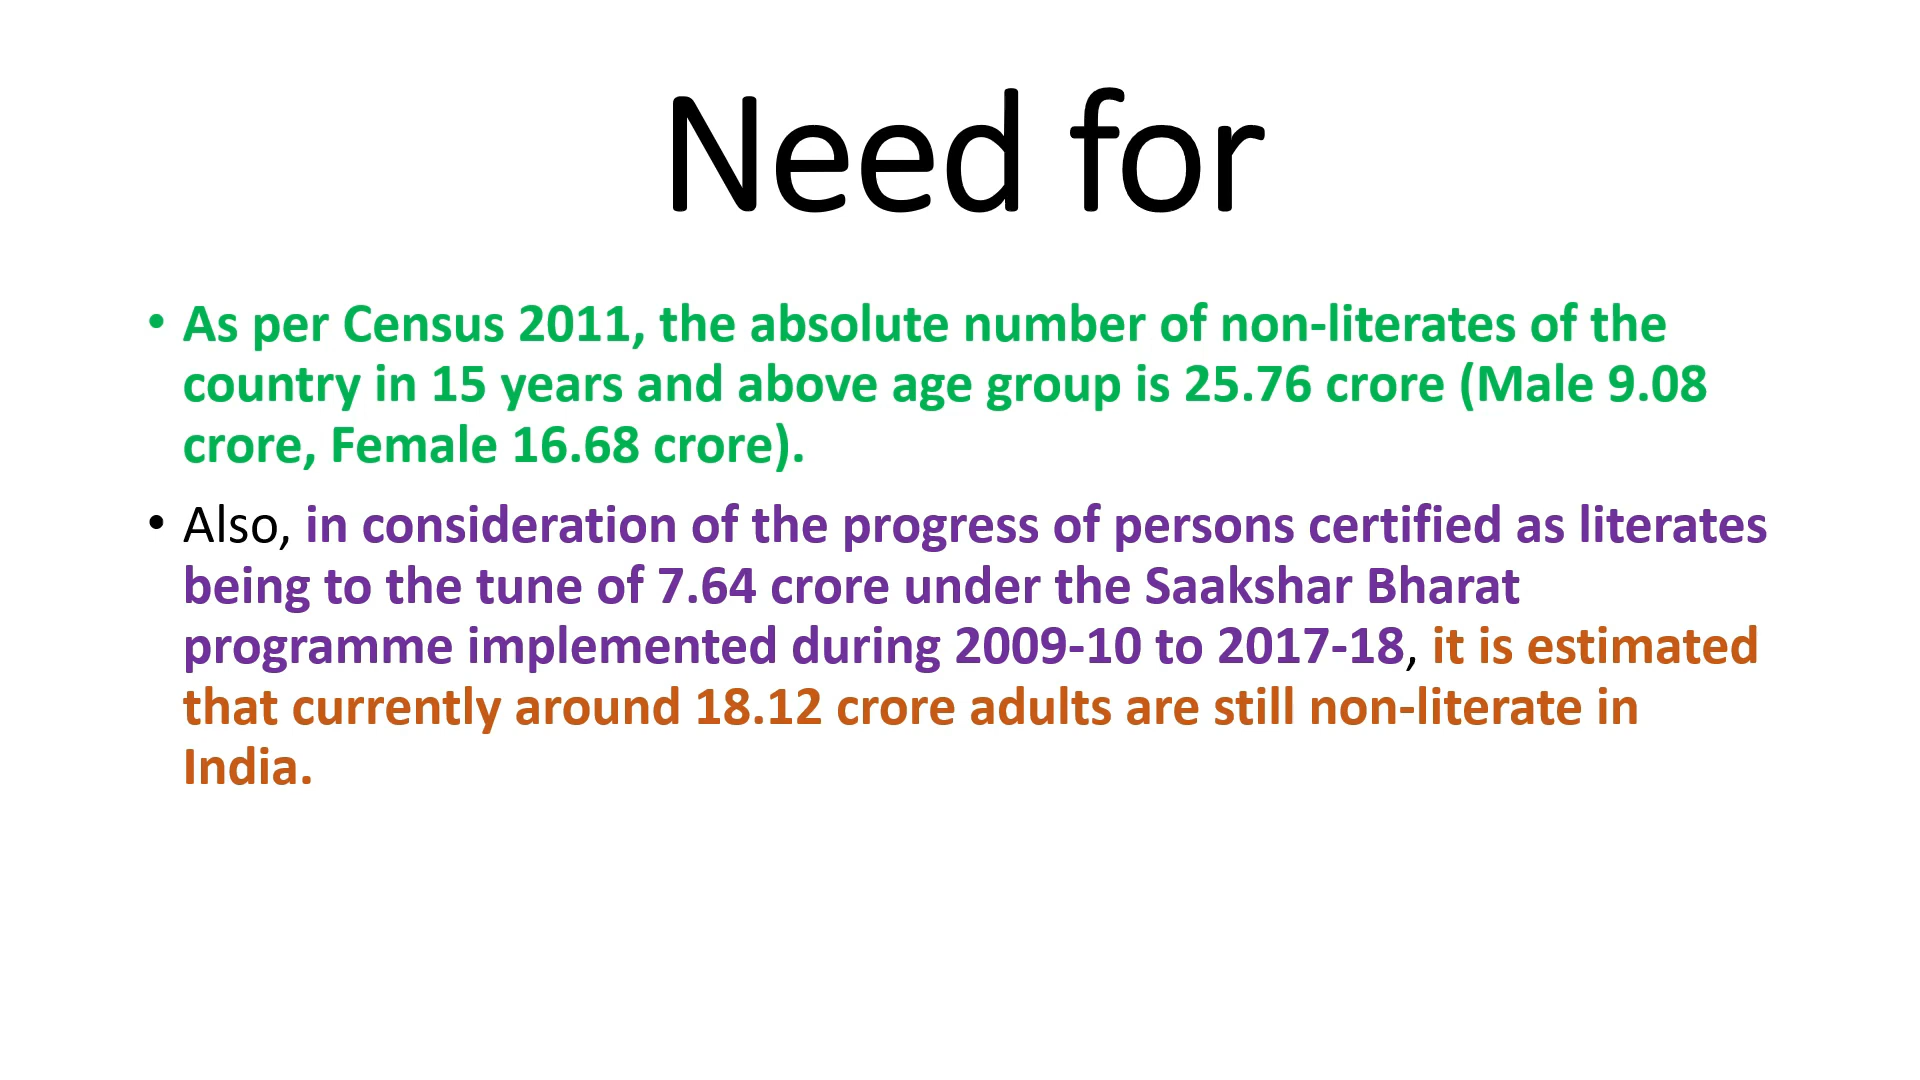 Need for
• As per Census 2011, the absolute number of non-literates of the
country in 15 years and above age group is 25.76 crore (Male 9.08
crore, Female 16.68 crore).
• Also, in consideration of the progress of persons certified as literates
being to the tune of 7.64 crore under the Saakshar Bharat
programme implemented during 2009-10 to 2017-18, it is estimated
that currently around 18.12 crore adults are still non-literate in
India.